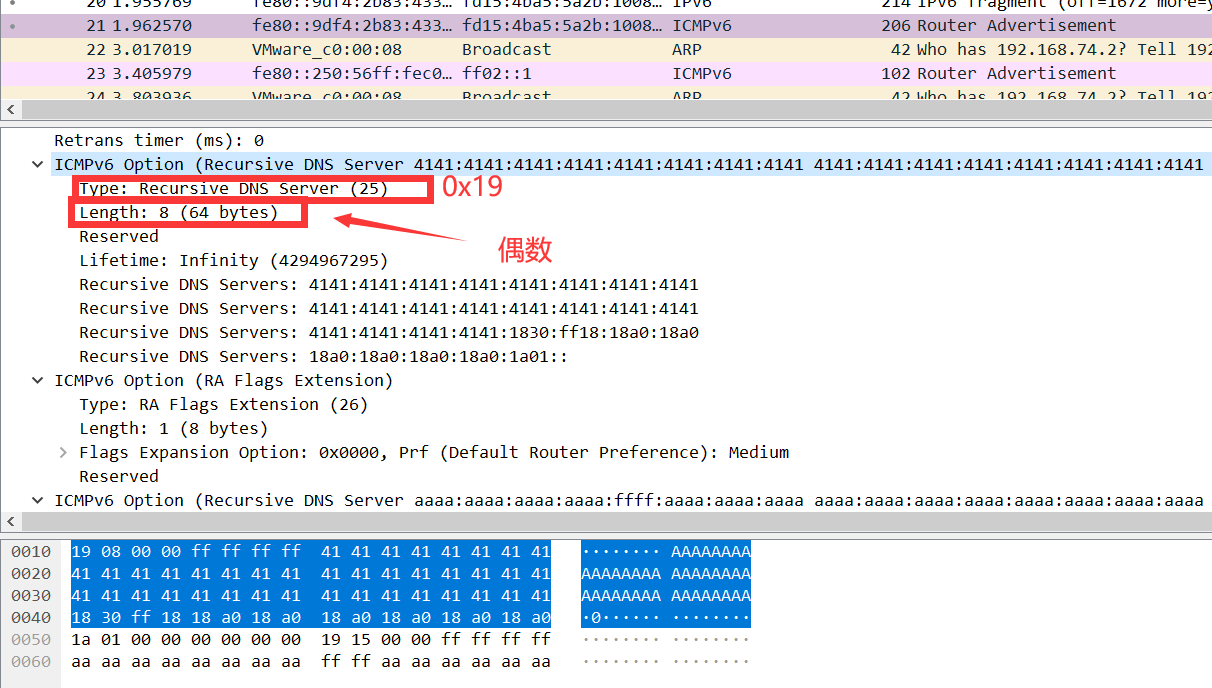 20 1.955769 fe80::9df4:2b83:433… fd15:4ba5:5a2b:1008… IPv6 214 IPv6 fragment (off=1672 more=y
21 1.962570 fe80::9df4:2b83:433… fd15:4ba5:5a2b:1008… ICMPv6 206 Router Advertisement
22 3.017019 VMware_c0:00:08 Broadcast ARP 42 Who has 192.168.74.2? Tell 192
23 3.405979 fe80::250:56ff:fec0… ff02::1 ICMPv6 102 Router Advertisement
24 3.803936 VMware_c0:00:08 Broadcast ARP 42 Who has 192.168.74.2? Tell 192
Retrans timer (ms): 0
ICMPv6 Option (Recursive DNS Server 4141:4141:4141:4141:4141:4141:4141:4141 4141:4141:4141:4141:4141:4141:4141:4141
Type: Recursive DNS Server (25) 0x19
Length: 8 (64 bytes)
偶数
Reserved
Lifetime: Infinity (4294967295)
Recursive DNS Servers: 4141:4141:4141:4141:4141:4141:4141:4141
Recursive DNS Servers: 4141:4141:4141:4141:4141:4141:4141:4141
Recursive DNS Servers: 4141:4141:4141:4141:1830:ff18:18a0:18a0
Recursive DNS Servers: 18a0:18a0:18a0:18a0:1a01::
ICMPv6 Option (RA Flags Extension)
Type: RA Flags Extension (26)
Length: 1 (8 bytes)
Flags Expansion Option: 0x0000, Prf (Default Router Preference): Medium
Reserved
ICMPv6 Option (Recursive DNS Server aaaa:aaaa:aaaa:aaaa:ffff:aaaa:aaaa:aaaa aaaa:aaaa:aaaa:aaaa:aaaa:aaaa:aaaa:aaaa
0010 19 08 00 00 ff ff ff ff 41 41 41 41 41 41 41 41 ········ AAAAAAAA
0020 41 41 41 41 41 41 41 41 41 41 41 41 41 41 41 41 AAAAAAAA AAAAAAAA
0030 41 41 41 41 41 41 41 41 41 41 41 41 41 41 41 41 AAAAAAAA AAAAAAAA
0040 18 30 ff 18 18 a0 18 a0 18 a0 18 a0 18 a0 18 a0 ·0······ ········
0050 1a 01 00 00 00 00 00 00 19 15 00 00 ff ff ff ff ········ ········
0060 aa aa aa aa aa aa aa aa ff ff aa aa aa aa aa aa ········ ········